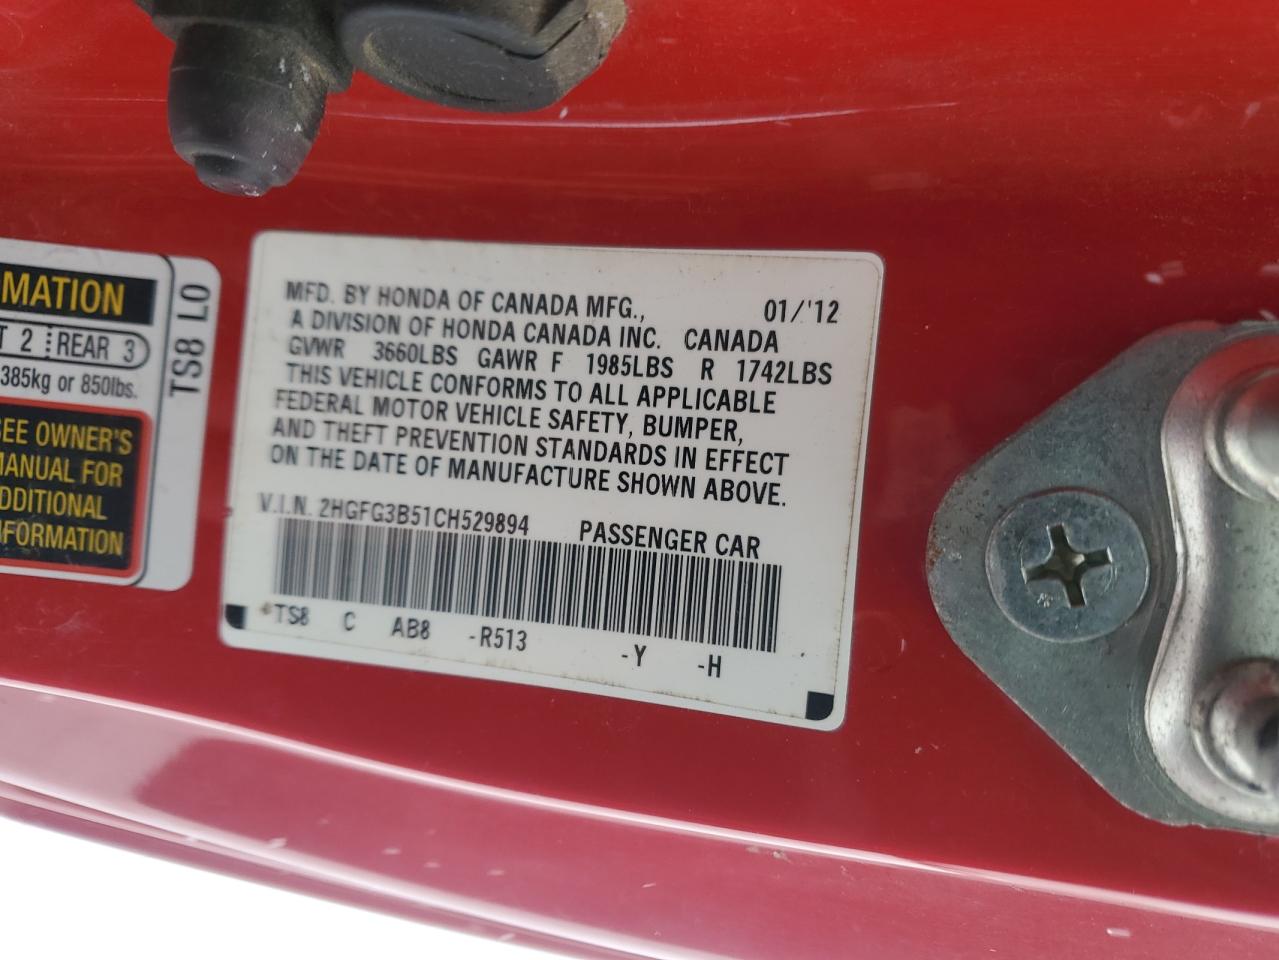 MATION
T 2 REAR 3
385kg or 850lbs.
SEE OWNER'S
MANUAL FOR
ADDITIONAL
INFORMATION
TS8 L0
MFD. BY HONDA OF CANADA MFG., 01/'12
A DIVISION OF HONDA CANADA INC. CANADA
GVWR 3660LBS GAWR F 1985LBS R 1742LBS
THIS VEHICLE CONFORMS TO ALL APPLICABLE
FEDERAL MOTOR VEHICLE SAFETY, BUMPER,
AND THEFT PREVENTION STANDARDS IN EFFECT
ON THE DATE OF MANUFACTURE SHOWN ABOVE.
V.I.N. 2HGFG3B51CH529894 PASSENGER CAR
*TS8 C AB8 -R513 -Y -H